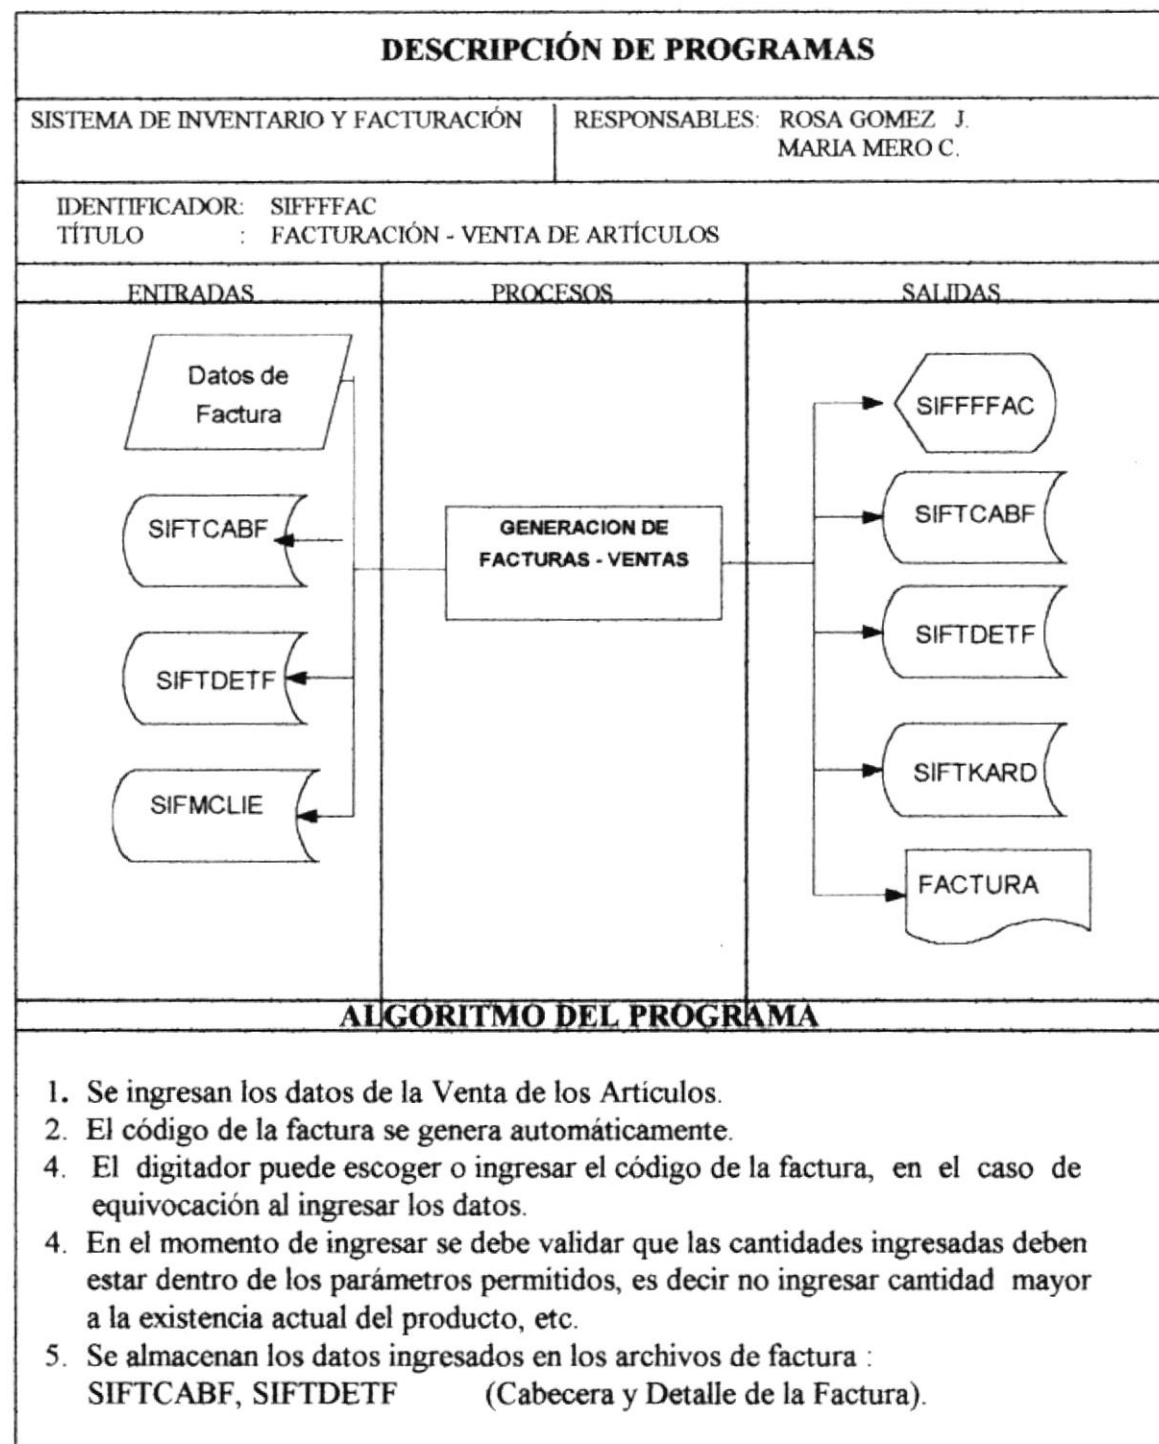 DESCRIPCIÓN DE PROGRAMAS
SISTEMA DE INVENTARIO Y FACTURACIÓN
RESPONSABLES: ROSA GOMEZ J.
MARIA MERO C.
IDENTIFICADOR: SIFFFFAC
TÍTULO : FACTURACIÓN - VENTA DE ARTÍCULOS
ENTRADAS
PROCESOS
SALIDAS
Datos de
Factura
SIFTCABF
SIFTDETF
SIFMCLIE
GENERACION DE
FACTURAS - VENTAS
SIFFFFAC
SIFTCABF
SIFTDETF
SIFTKARD
FACTURA
ALGORITMO DEL PROGRAMA
1. Se ingresan los datos de la Venta de los Artículos.
2. El código de la factura se genera automáticamente.
4. El digitador puede escoger o ingresar el código de la factura, en el caso de
equivocación al ingresar los datos.
4. En el momento de ingresar se debe validar que las cantidades ingresadas deben
estar dentro de los parámetros permitidos, es decir no ingresar cantidad mayor
a la existencia actual del producto, etc.
5. Se almacenan los datos ingresados en los archivos de factura :
SIFTCABF, SIFTDETF (Cabecera y Detalle de la Factura).